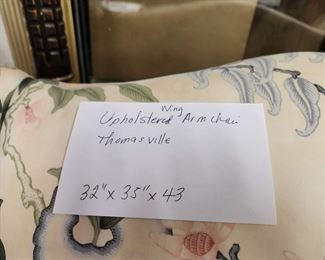 Wing
Upholstered Arm chair
Thomasville
32" x 35" x 43